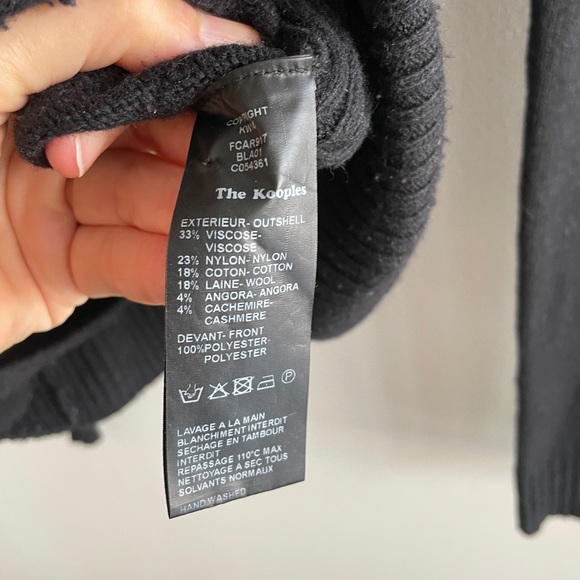 COPYRIGHT
FCAR917
BLA01
C054361
The Kooples
EXTERIEUR- OUTSHELL
33% VISCOSE-
VISCOSE
23% NYLON- NYLON
18% COTON- COTTON
18% LAINE- WOOL
4% ANGORA- ANGORA
4% CACHEMIRE-
CASHMERE
DEVANT- FRONT
100%POLYESTER-
POLYESTER
P
LAVAGE A LA MAIN
BLANCHIMENT INTERDIT
SECHAGE EN TAMBOUR
INTERDIT
REPASSAGE 110°C MAX
NETTOYAGE A SEC TOUS
SOLVANTS NORMAUX
HAND WASHED